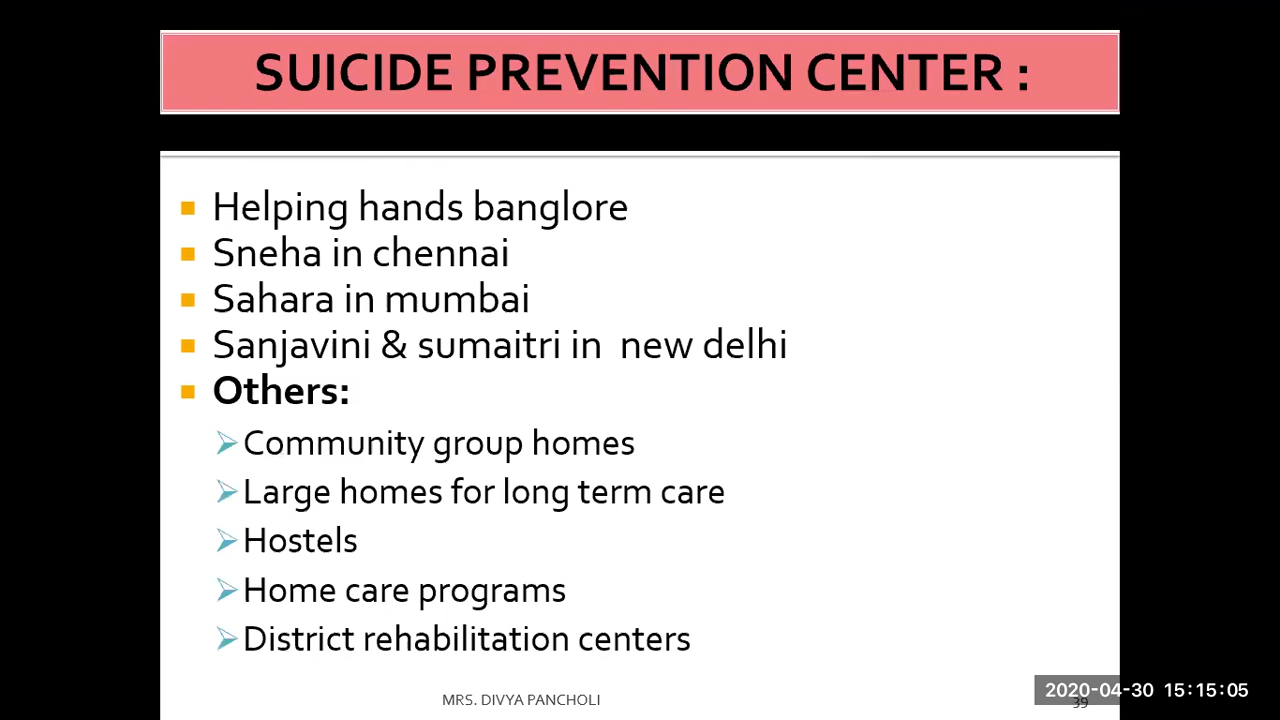 SUICIDE PREVENTION CENTER :
Helping hands banglore
Sneha in chennai
Sahara in mumbai
Sanjavini & sumaitri in new delhi
Others:
Community group homes
Large homes for long term care
Hostels
Home care programs
District rehabilitation centers
MRS. DIVYA PANCHOLI
2020-04-30 15:15:05
39